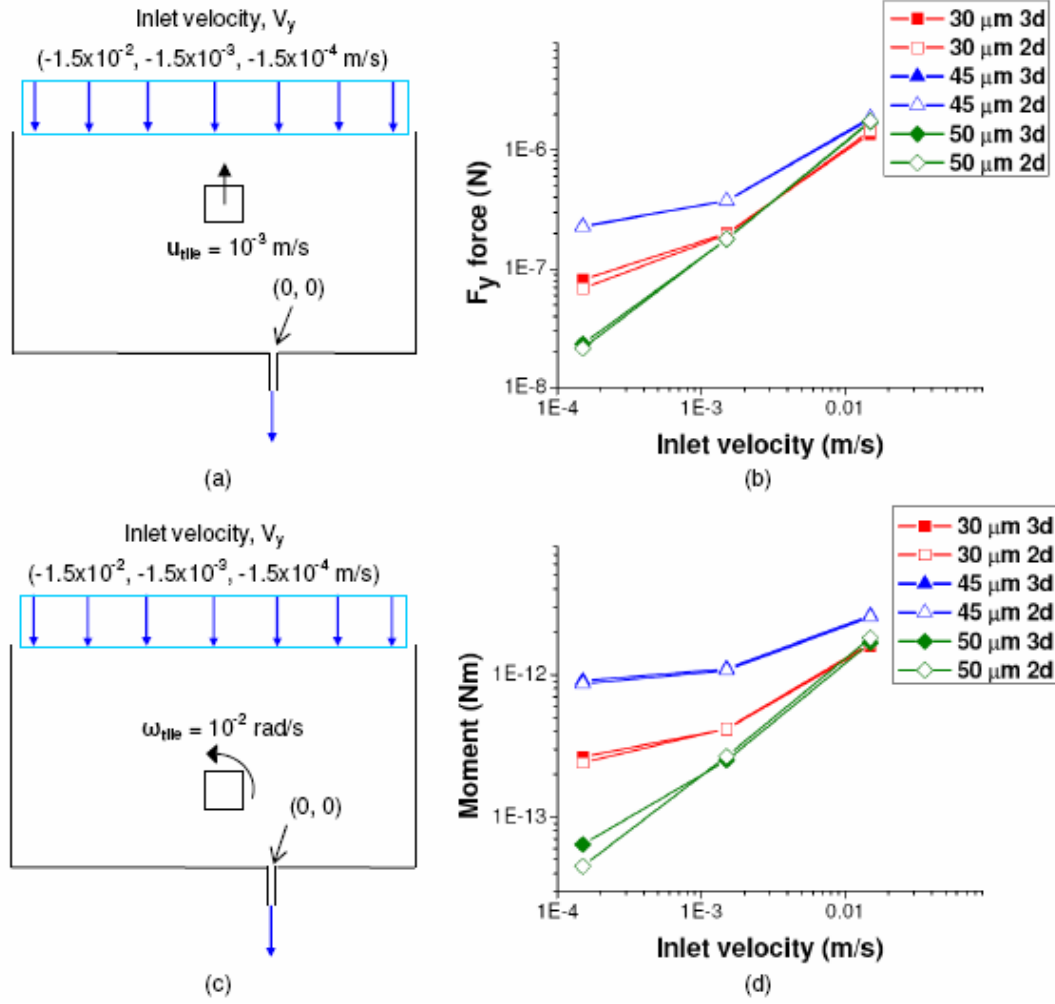 Inlet velocity, Vy
(-1.5x10⁻², -1.5x10⁻³, -1.5x10⁻⁴ m/s)
u_tile = 10⁻³ m/s
(0, 0)
(a)
30 μm 3d
30 μm 2d
45 μm 3d
45 μm 2d
50 μm 3d
50 μm 2d
Fy force (N)
1E-6
1E-7
1E-8
1E-4
1E-3
0.01
Inlet velocity (m/s)
(b)
Inlet velocity, Vy
(-1.5x10⁻², -1.5x10⁻³, -1.5x10⁻⁴ m/s)
ω_tile = 10⁻² rad/s
(0, 0)
(c)
30 μm 3d
30 μm 2d
45 μm 3d
45 μm 2d
50 μm 3d
50 μm 2d
Moment (Nm)
1E-12
1E-13
1E-4
1E-3
0.01
Inlet velocity (m/s)
(d)